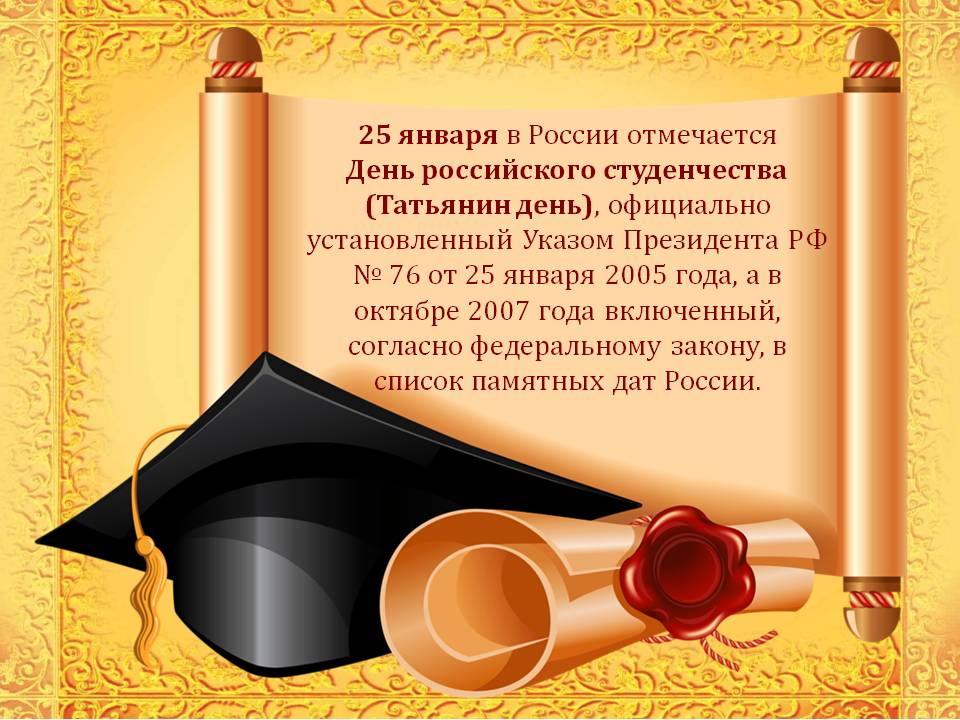 25 января в России отмечается
День российского студенчества
(Татьянин день), официально
установленный Указом Президента РФ
№ 76 от 25 января 2005 года, а в
октябре 2007 года включенный,
согласно федеральному закону, в
список памятных дат России.